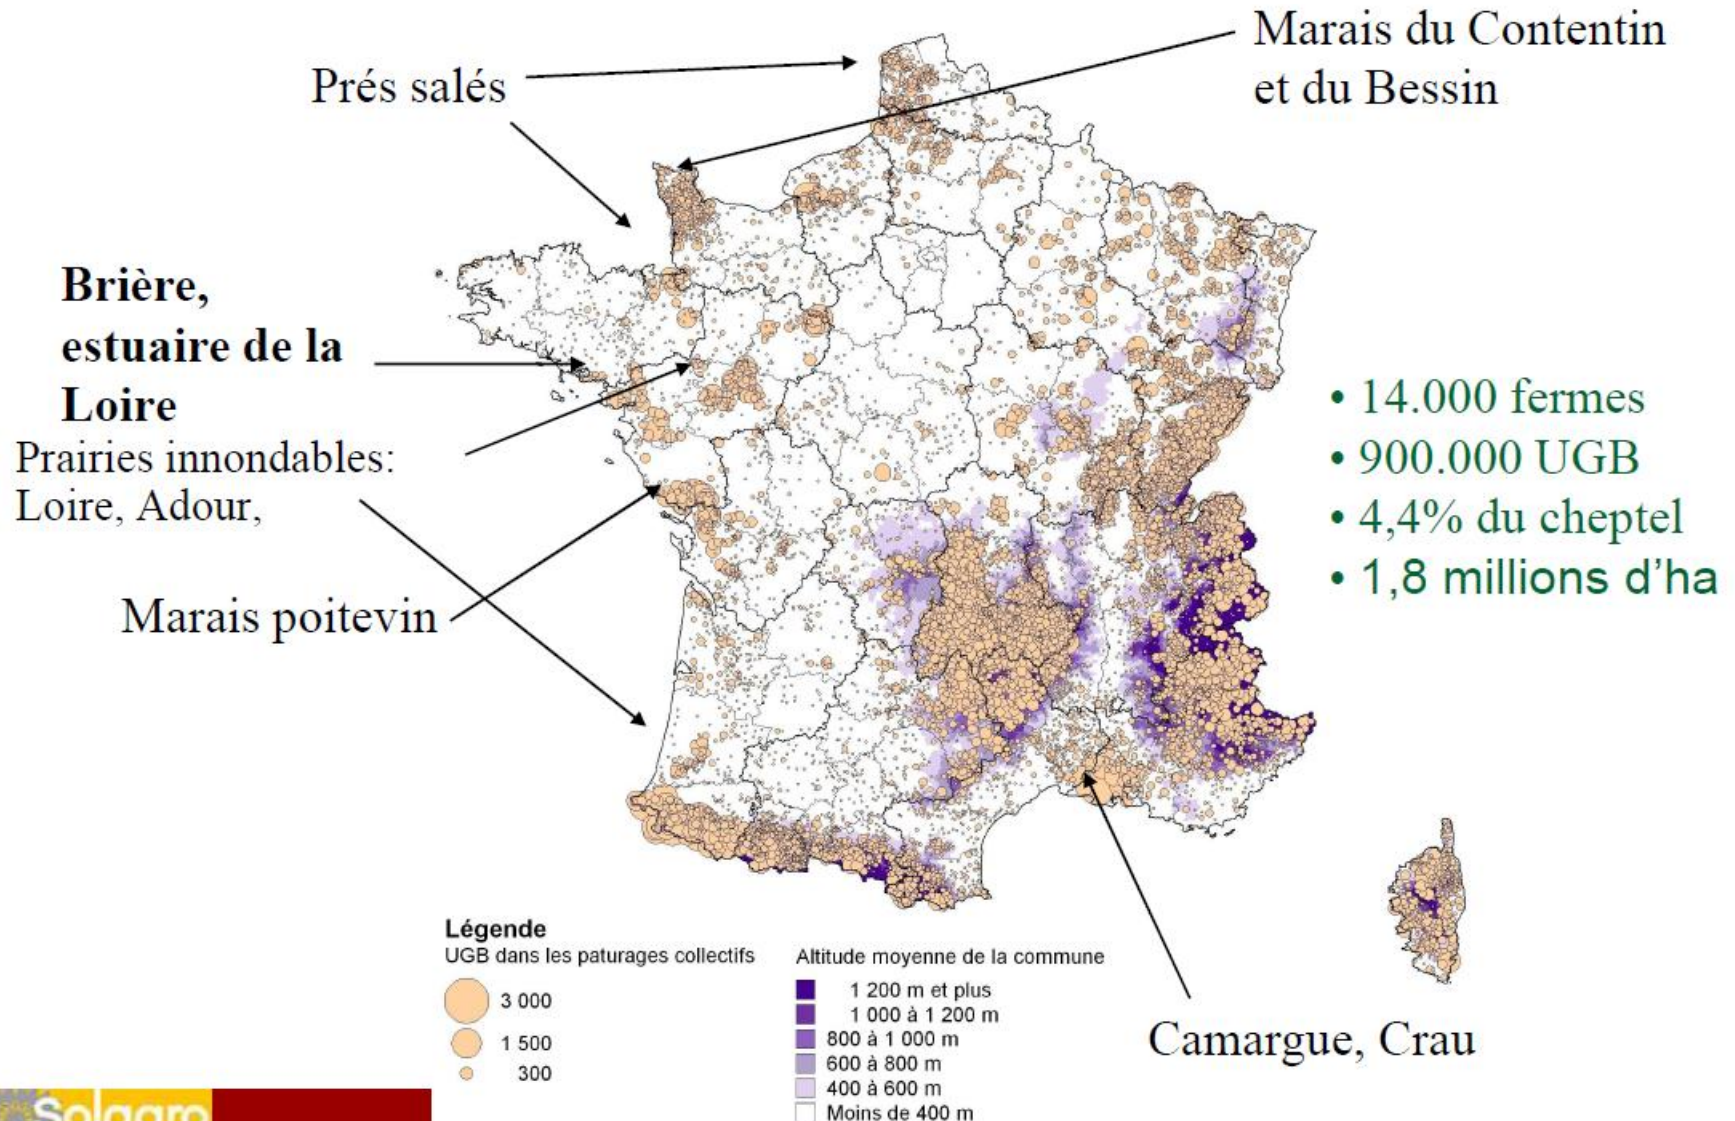 Marais du Contentin
et du Bessin
Prés salés
Brière,
estuaire de la
Loire
Prairies innondables:
Loire, Adour,
Marais poitevin
• 14.000 fermes
• 900.000 UGB
• 4,4% du cheptel
• 1,8 millions d’ha
Camargue, Crau
Légende
UGB dans les paturages collectifs
3 000
1 500
300
Altitude moyenne de la commune
1 200 m et plus
1 000 à 1 200 m
800 à 1 000 m
600 à 800 m
400 à 600 m
Moins de 400 m
Solagro